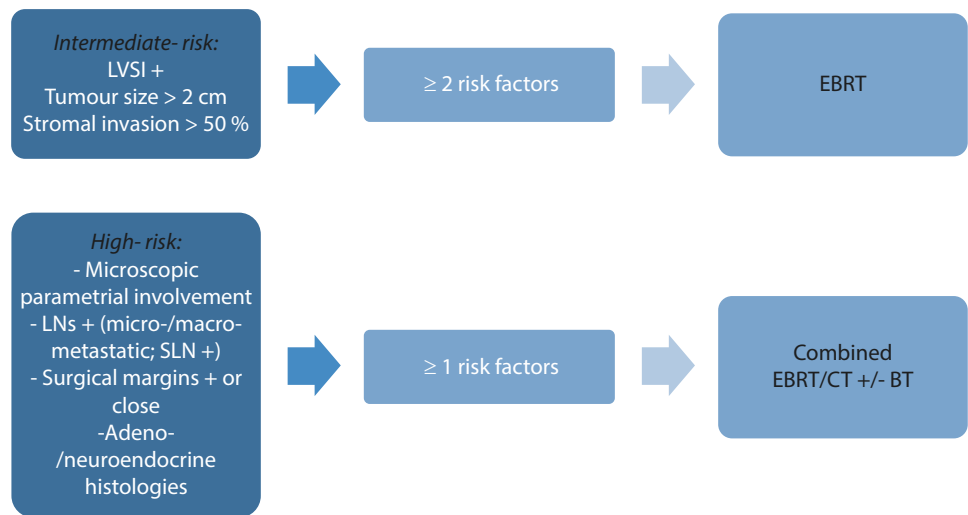 Intermediate- risk:
LVSI +
Tumour size > 2 cm
Stromal invasion > 50 %
≥ 2 risk factors
EBRT
High- risk:
- Microscopic
parametrial involvement
- LNs + (micro-/macro-
metastatic; SLN +)
- Surgical margins + or
close
-Adeno-
/neuroendocrine
histologies
≥ 1 risk factors
Combined
EBRT/CT +/- BT